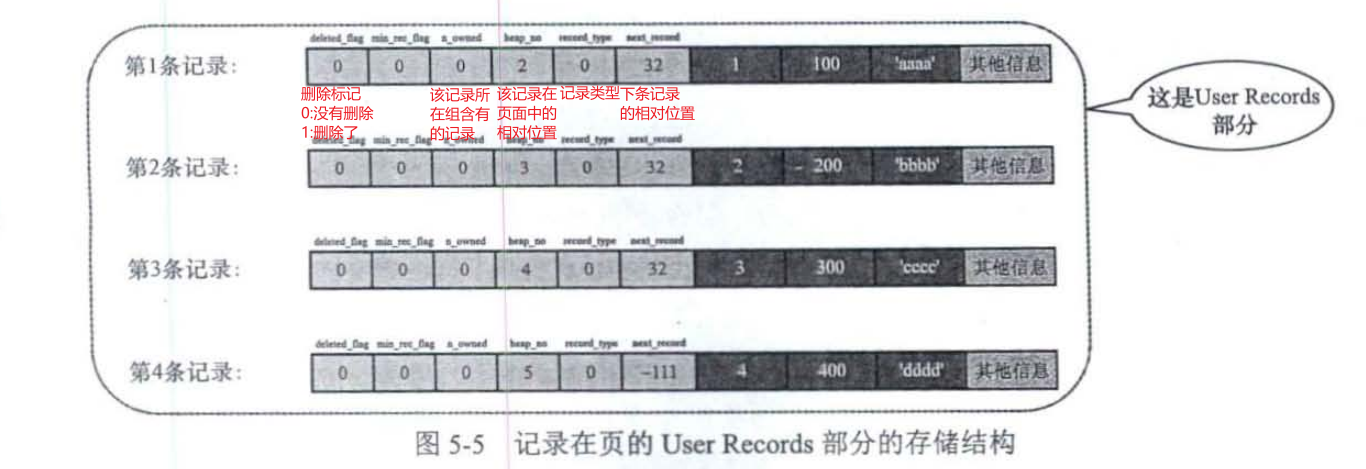 deleted_flag min_rec_flag n_owned heap_no record_type next_record
第1条记录: 0 0 0 2 0 32 1 100 'aaaa' 其他信息
删除标记
0:没有删除
1:删除了
该记录所
在组含有
的记录
该记录在
页面中的
相对位置
记录类型
下条记录
的相对位置
这是User Records
部分
deleted_flag min_rec_flag n_owned heap_no record_type next_record
第2条记录: 0 0 0 3 0 32 2 200 'bbbb' 其他信息
deleted_flag min_rec_flag n_owned heap_no record_type next_record
第3条记录: 0 0 0 4 0 32 3 300 'cccc' 其他信息
deleted_flag min_rec_flag n_owned heap_no record_type next_record
第4条记录: 0 0 0 5 0 -111 4 400 'dddd' 其他信息
图 5-5 记录在页的 User Records 部分的存储结构